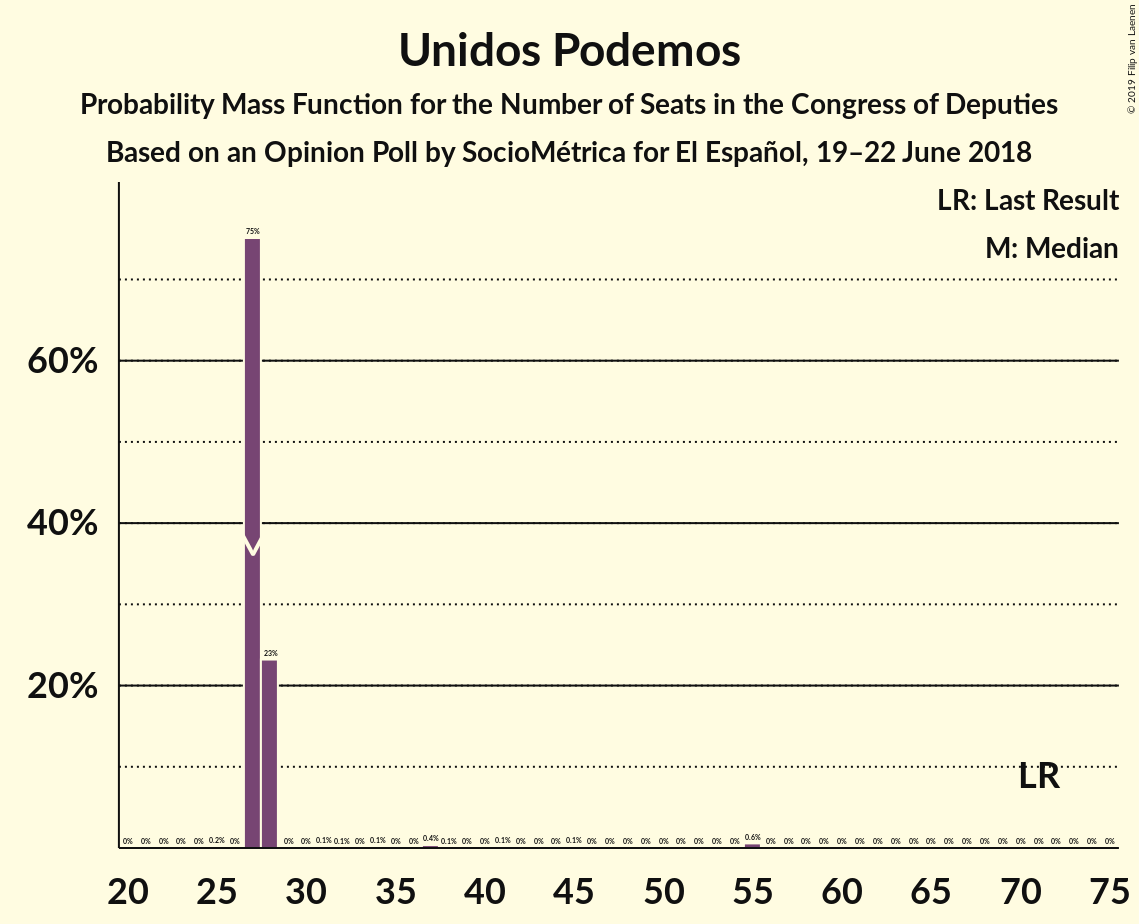 Unidos Podemos
Probability Mass Function for the Number of Seats in the Congress of Deputies
Based on an Opinion Poll by SocioMétrica for El Español, 19–22 June 2018
© 2019 Filip van Laenen
LR: Last Result
M: Median
75%
60%
40%
23%
20%
LR
0% 0% 0% 0% 0% 0.2% 0% 0% 0% 0.1% 0.1% 0% 0.1% 0% 0% 0.4% 0.1% 0% 0% 0.1% 0% 0% 0% 0.1% 0% 0% 0% 0% 0% 0% 0% 0% 0% 0.6% 0% 0% 0% 0% 0% 0% 0% 0% 0% 0% 0% 0% 0% 0% 0% 0% 0% 0% 0% 0%
20 25 30 35 40 45 50 55 60 65 70 75